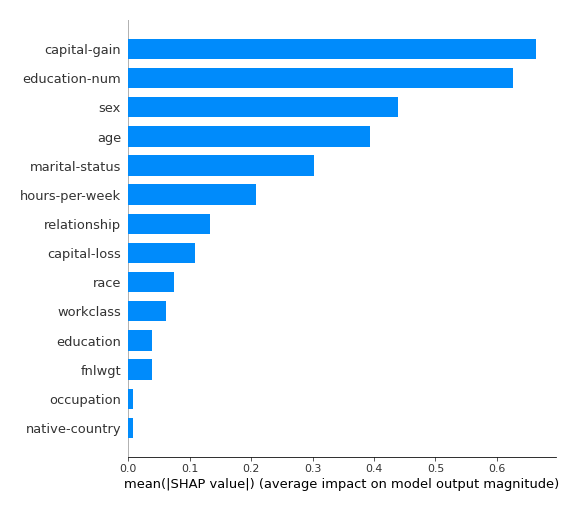 capital-gain
education-num
sex
age
marital-status
hours-per-week
relationship
capital-loss
race
workclass
education
fnlwgt
occupation
native-country
0.0 0.1 0.2 0.3 0.4 0.5 0.6
mean(|SHAP value|) (average impact on model output magnitude)